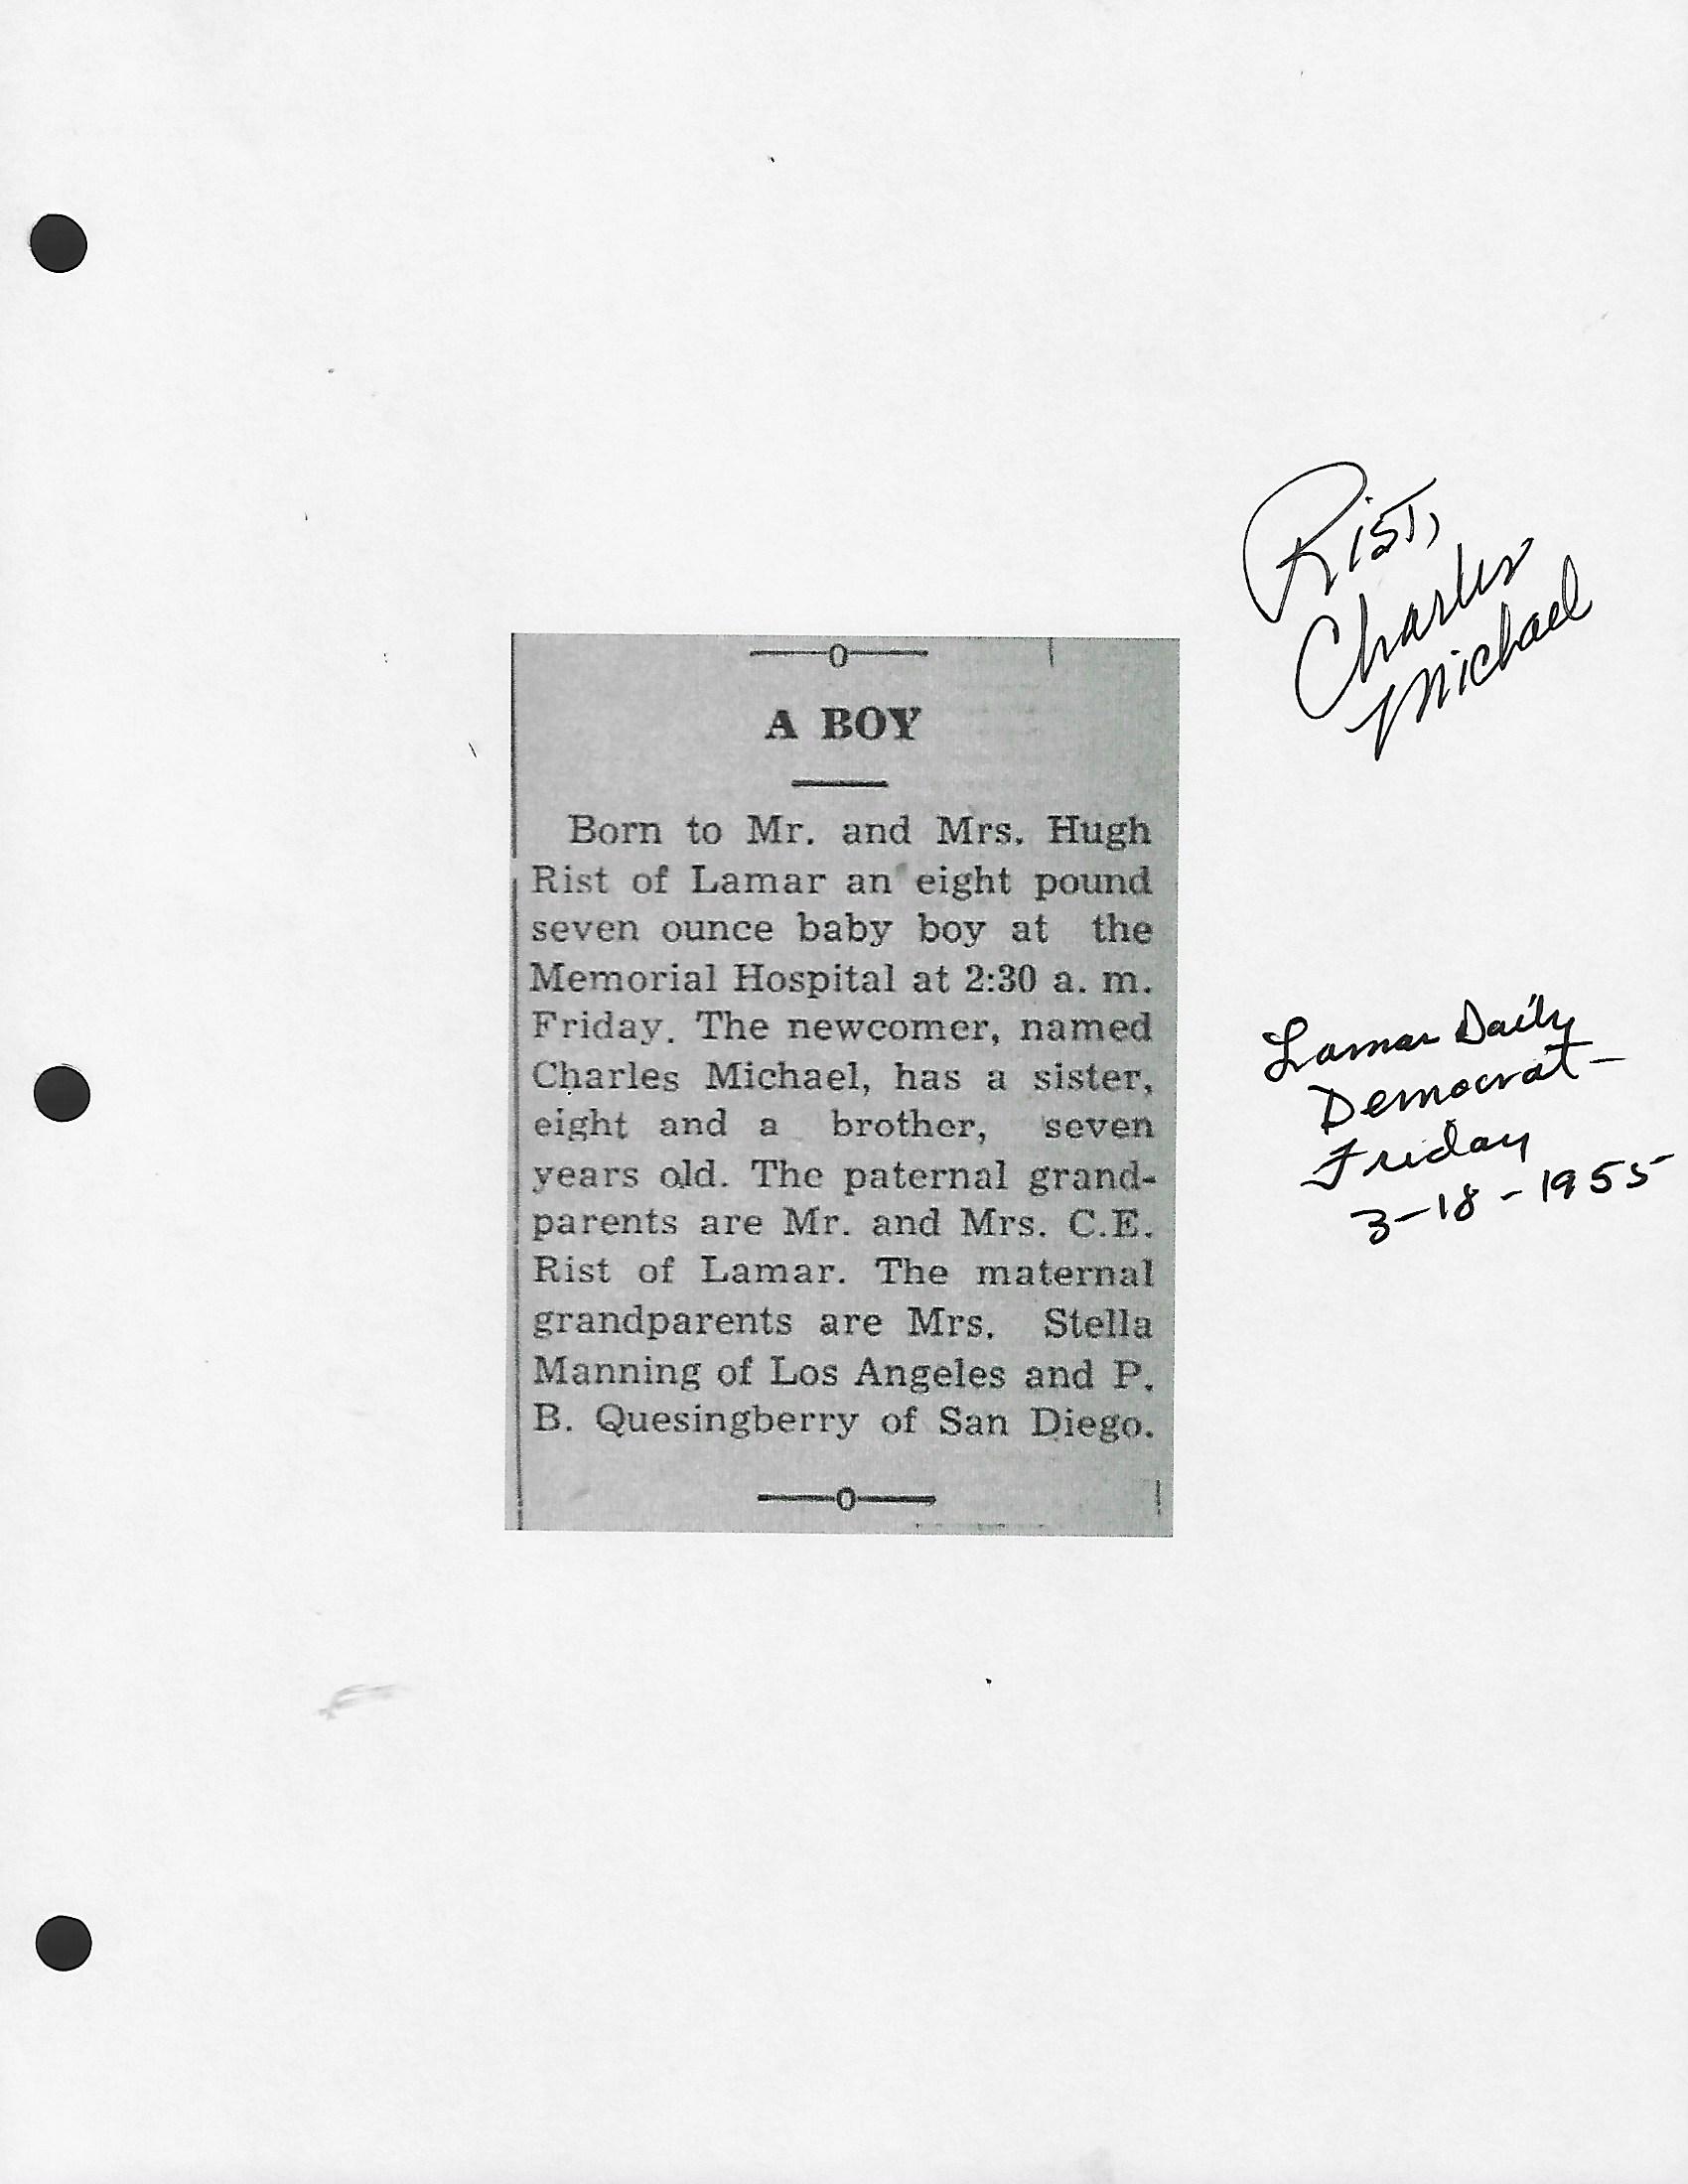 Rist,
Charles
Michael
A BOY
Born to Mr. and Mrs. Hugh
Rist of Lamar an eight pound
seven ounce baby boy at the
Memorial Hospital at 2:30 a. m.
Friday. The newcomer, named
Charles Michael, has a sister,
eight and a brother, seven
years old. The paternal grand-
parents are Mr. and Mrs. C.E.
Rist of Lamar. The maternal
grandparents are Mrs. Stella
Manning of Los Angeles and P.
B. Quesingberry of San Diego.
Lamar Daily
Democrat-
Friday
3-18-1955